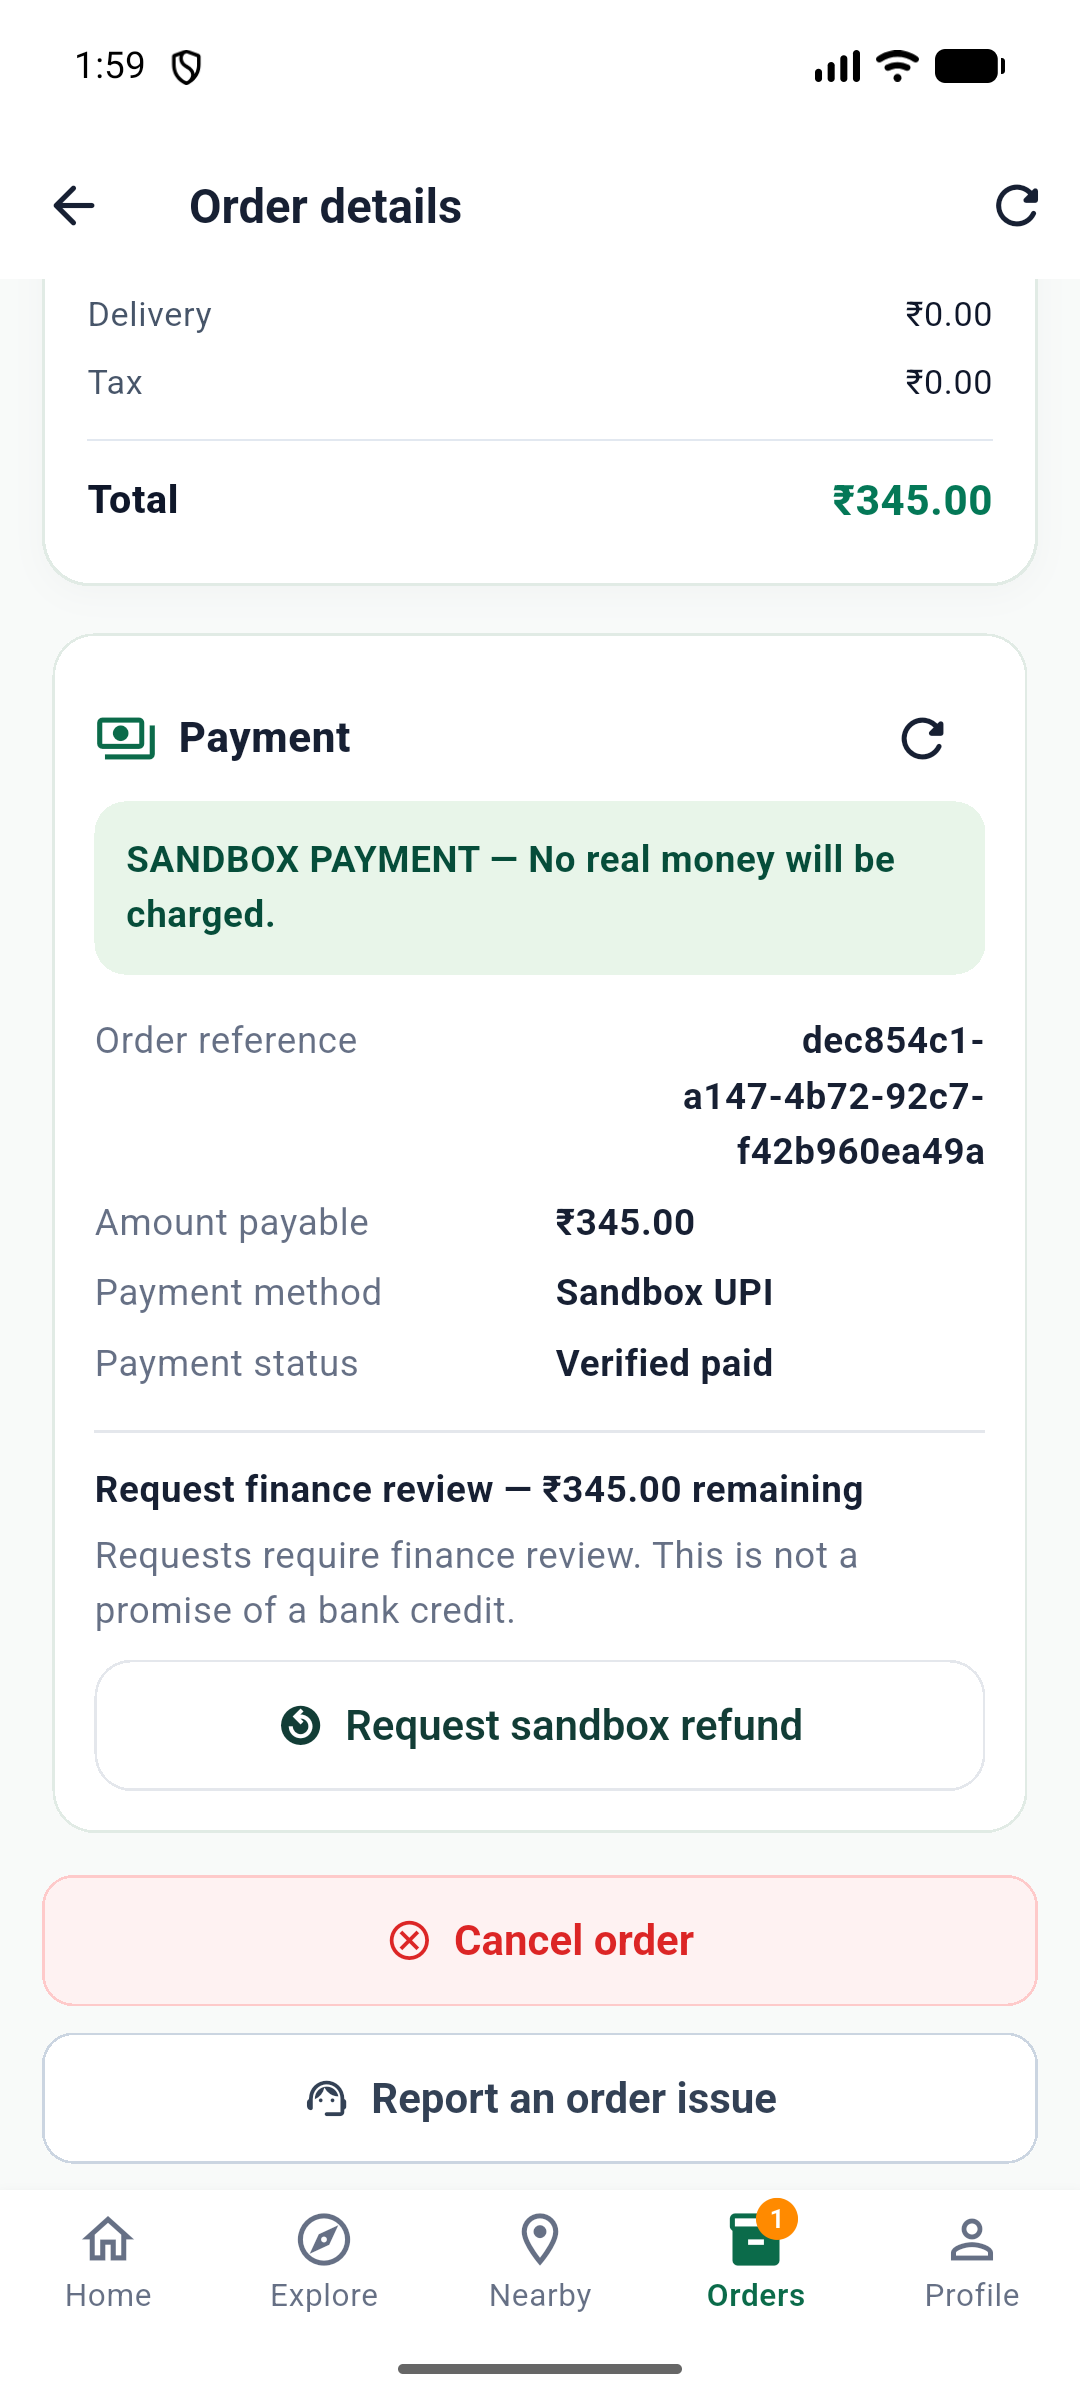 1:59
Order details
Delivery ₹0.00
Tax ₹0.00
Total ₹345.00
Payment
SANDBOX PAYMENT — No real money will be
charged.
Order reference dec854c1-
a147-4b72-92c7-
f42b960ea49a
Amount payable ₹345.00
Payment method Sandbox UPI
Payment status Verified paid
Request finance review — ₹345.00 remaining
Requests require finance review. This is not a
promise of a bank credit.
Request sandbox refund
Cancel order
Report an order issue
1
Home Explore Nearby Orders Profile